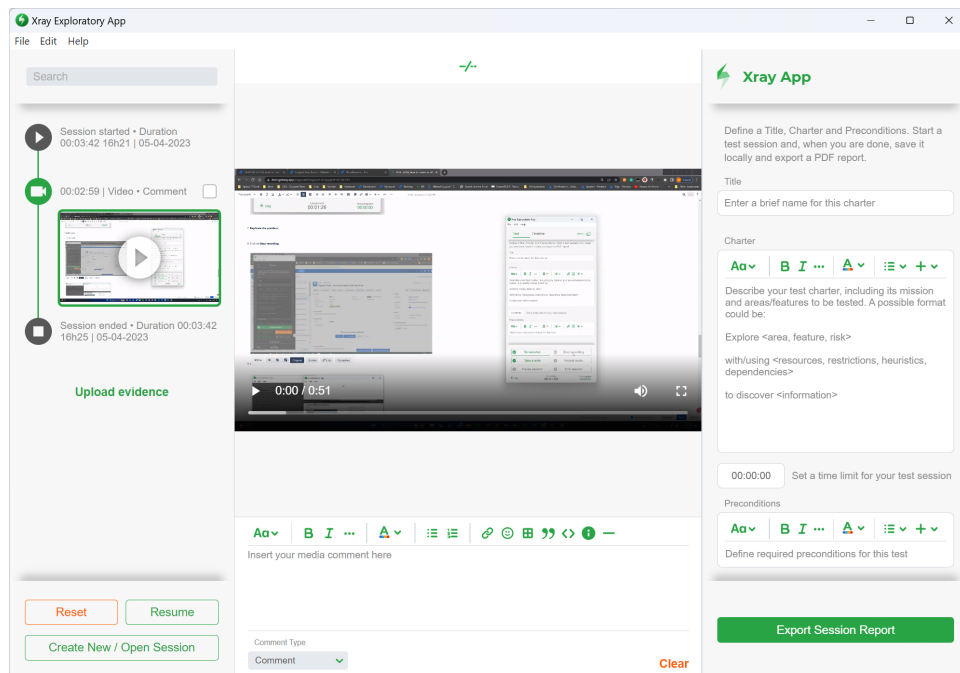 Xray Exploratory App
File Edit Help
Search
Session started • Duration
00:03:42 16h21 | 05-04-2023
00:02:59 | Video • Comment
Session ended • Duration 00:03:42
16h25 | 05-04-2023
Upload evidence
Reset
Resume
Create New / Open Session
-/--
00:01:26
0:00 / 0:51
Aa B I ••• A
Insert your media comment here
Comment Type
Comment
Clear
Xray App
Define a Title, Charter and Preconditions. Start a
test session and, when you are done, save it
locally and export a PDF report.
Title
Enter a brief name for this charter
Charter
Aa B I ••• A
Describe your test charter, including its mission
and areas/features to be tested. A possible format
could be:
Explore <area, feature, risk>
with/using <resources, restrictions, heuristics,
dependencies>
to discover <information>
00:00:00 Set a time limit for your test session
Preconditions
Aa B I ••• A
Define required preconditions for this test
Export Session Report